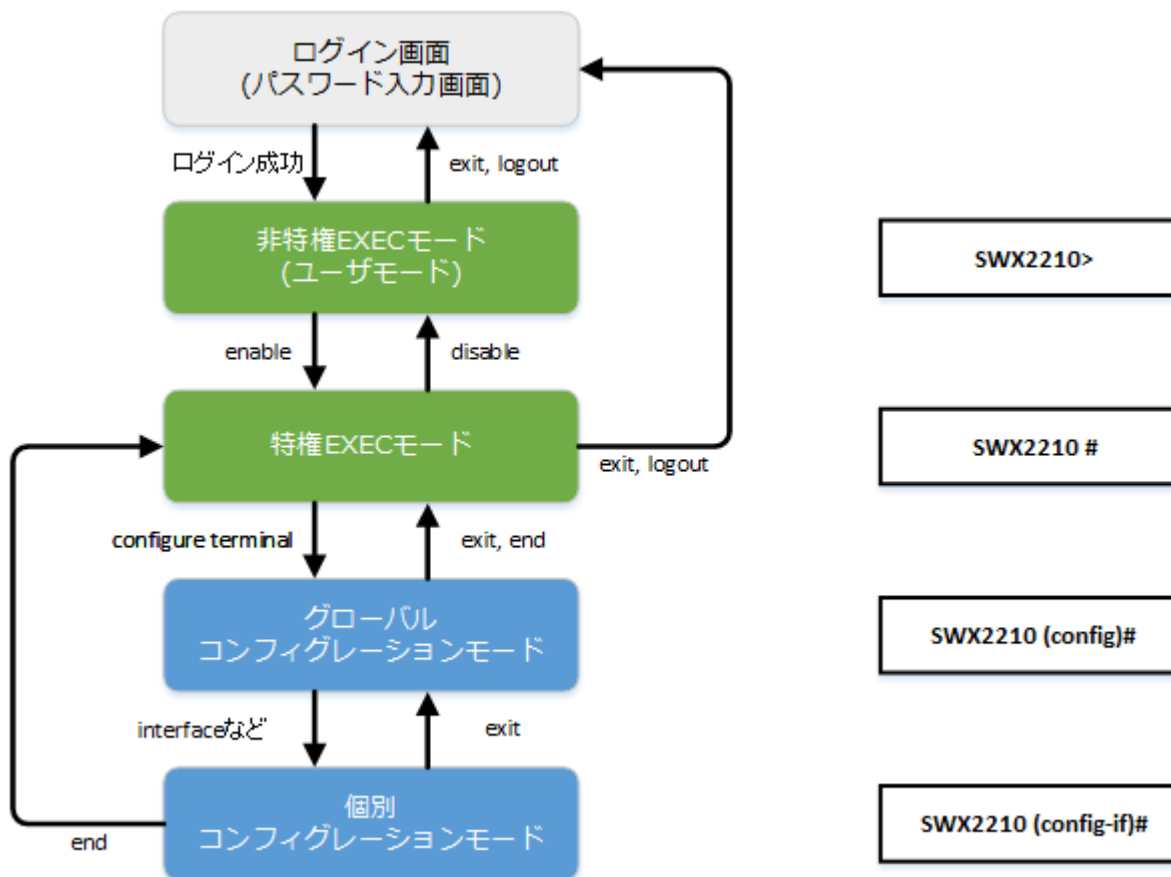 ログイン画面
(パスワード入力画面)
ログイン成功
exit, logout
非特権EXECモード
(ユーザモード)
SWX2210>
enable
disable
特権EXECモード
SWX2210 #
exit, logout
configure terminal
exit, end
グローバル
コンフィグレーションモード
SWX2210 (config)#
interfaceなど
exit
個別
コンフィグレーションモード
SWX2210 (config-if)#
end